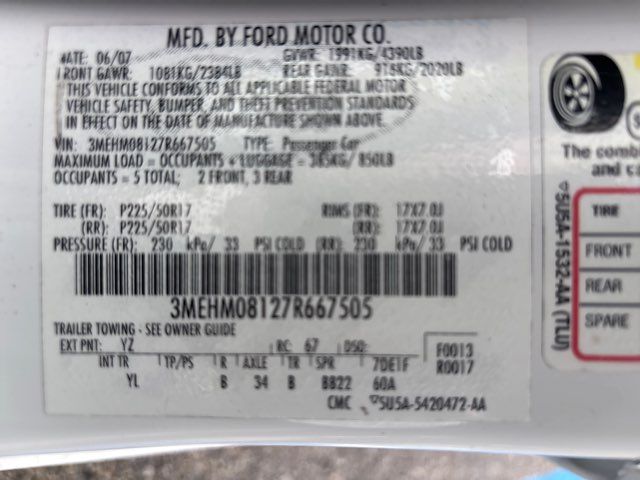 MFD. BY FORD MOTOR CO.
DATE: 06/07 GVWR: 1991KG/4390LB
FRONT GAWR: 1081KG/2384LB REAR GAWR: 916KG/2020LB
THIS VEHICLE CONFORMS TO ALL APPLICABLE FEDERAL MOTOR
VEHICLE SAFETY, BUMPER, AND THEFT PREVENTION STANDARDS
IN EFFECT ON THE DATE OF MANUFACTURE SHOWN ABOVE.
VIN: 3MEHM08127R667505 TYPE: Passenger Car
MAXIMUM LOAD = OCCUPANTS + LUGGAGE = 385KG/ 850LB
OCCUPANTS = 5 TOTAL; 2 FRONT, 3 REAR
TIRE (FR): P225/50R17 RIMS (FR): 17X7.0J
(RR): P225/50R17 (RR): 17X7.0J
PRESSURE (FR): 230 kPa/ 33 PSI COLD (RR): 230 kPa/ 33 PSI COLD
3MEHM08127R667505
TRAILER TOWING - SEE OWNER GUIDE
EXT PNT: YZ RC: 67 DSO: F0013
INT TR TP/PS R AXLE TR SPR 7DE1F R0017
YL B 34 B BB22 60A
CMC ▽5U5A-5420472-AA
The combi
and ca
▽5U5A-1532-AA (TLU)
TIRE
FRONT
REAR
SPARE